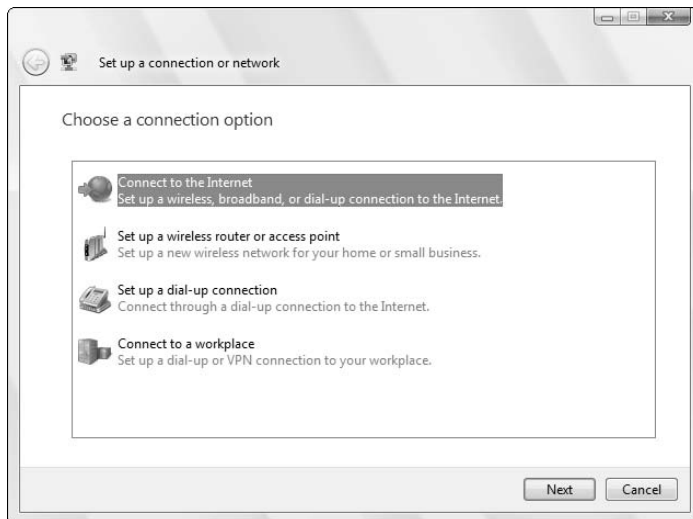 Set up a connection or network
Choose a connection option
Connect to the Internet
Set up a wireless, broadband, or dial-up connection to the Internet.
Set up a wireless router or access point
Set up a new wireless network for your home or small business.
Set up a dial-up connection
Connect through a dial-up connection to the Internet.
Connect to a workplace
Set up a dial-up or VPN connection to your workplace.
Next
Cancel